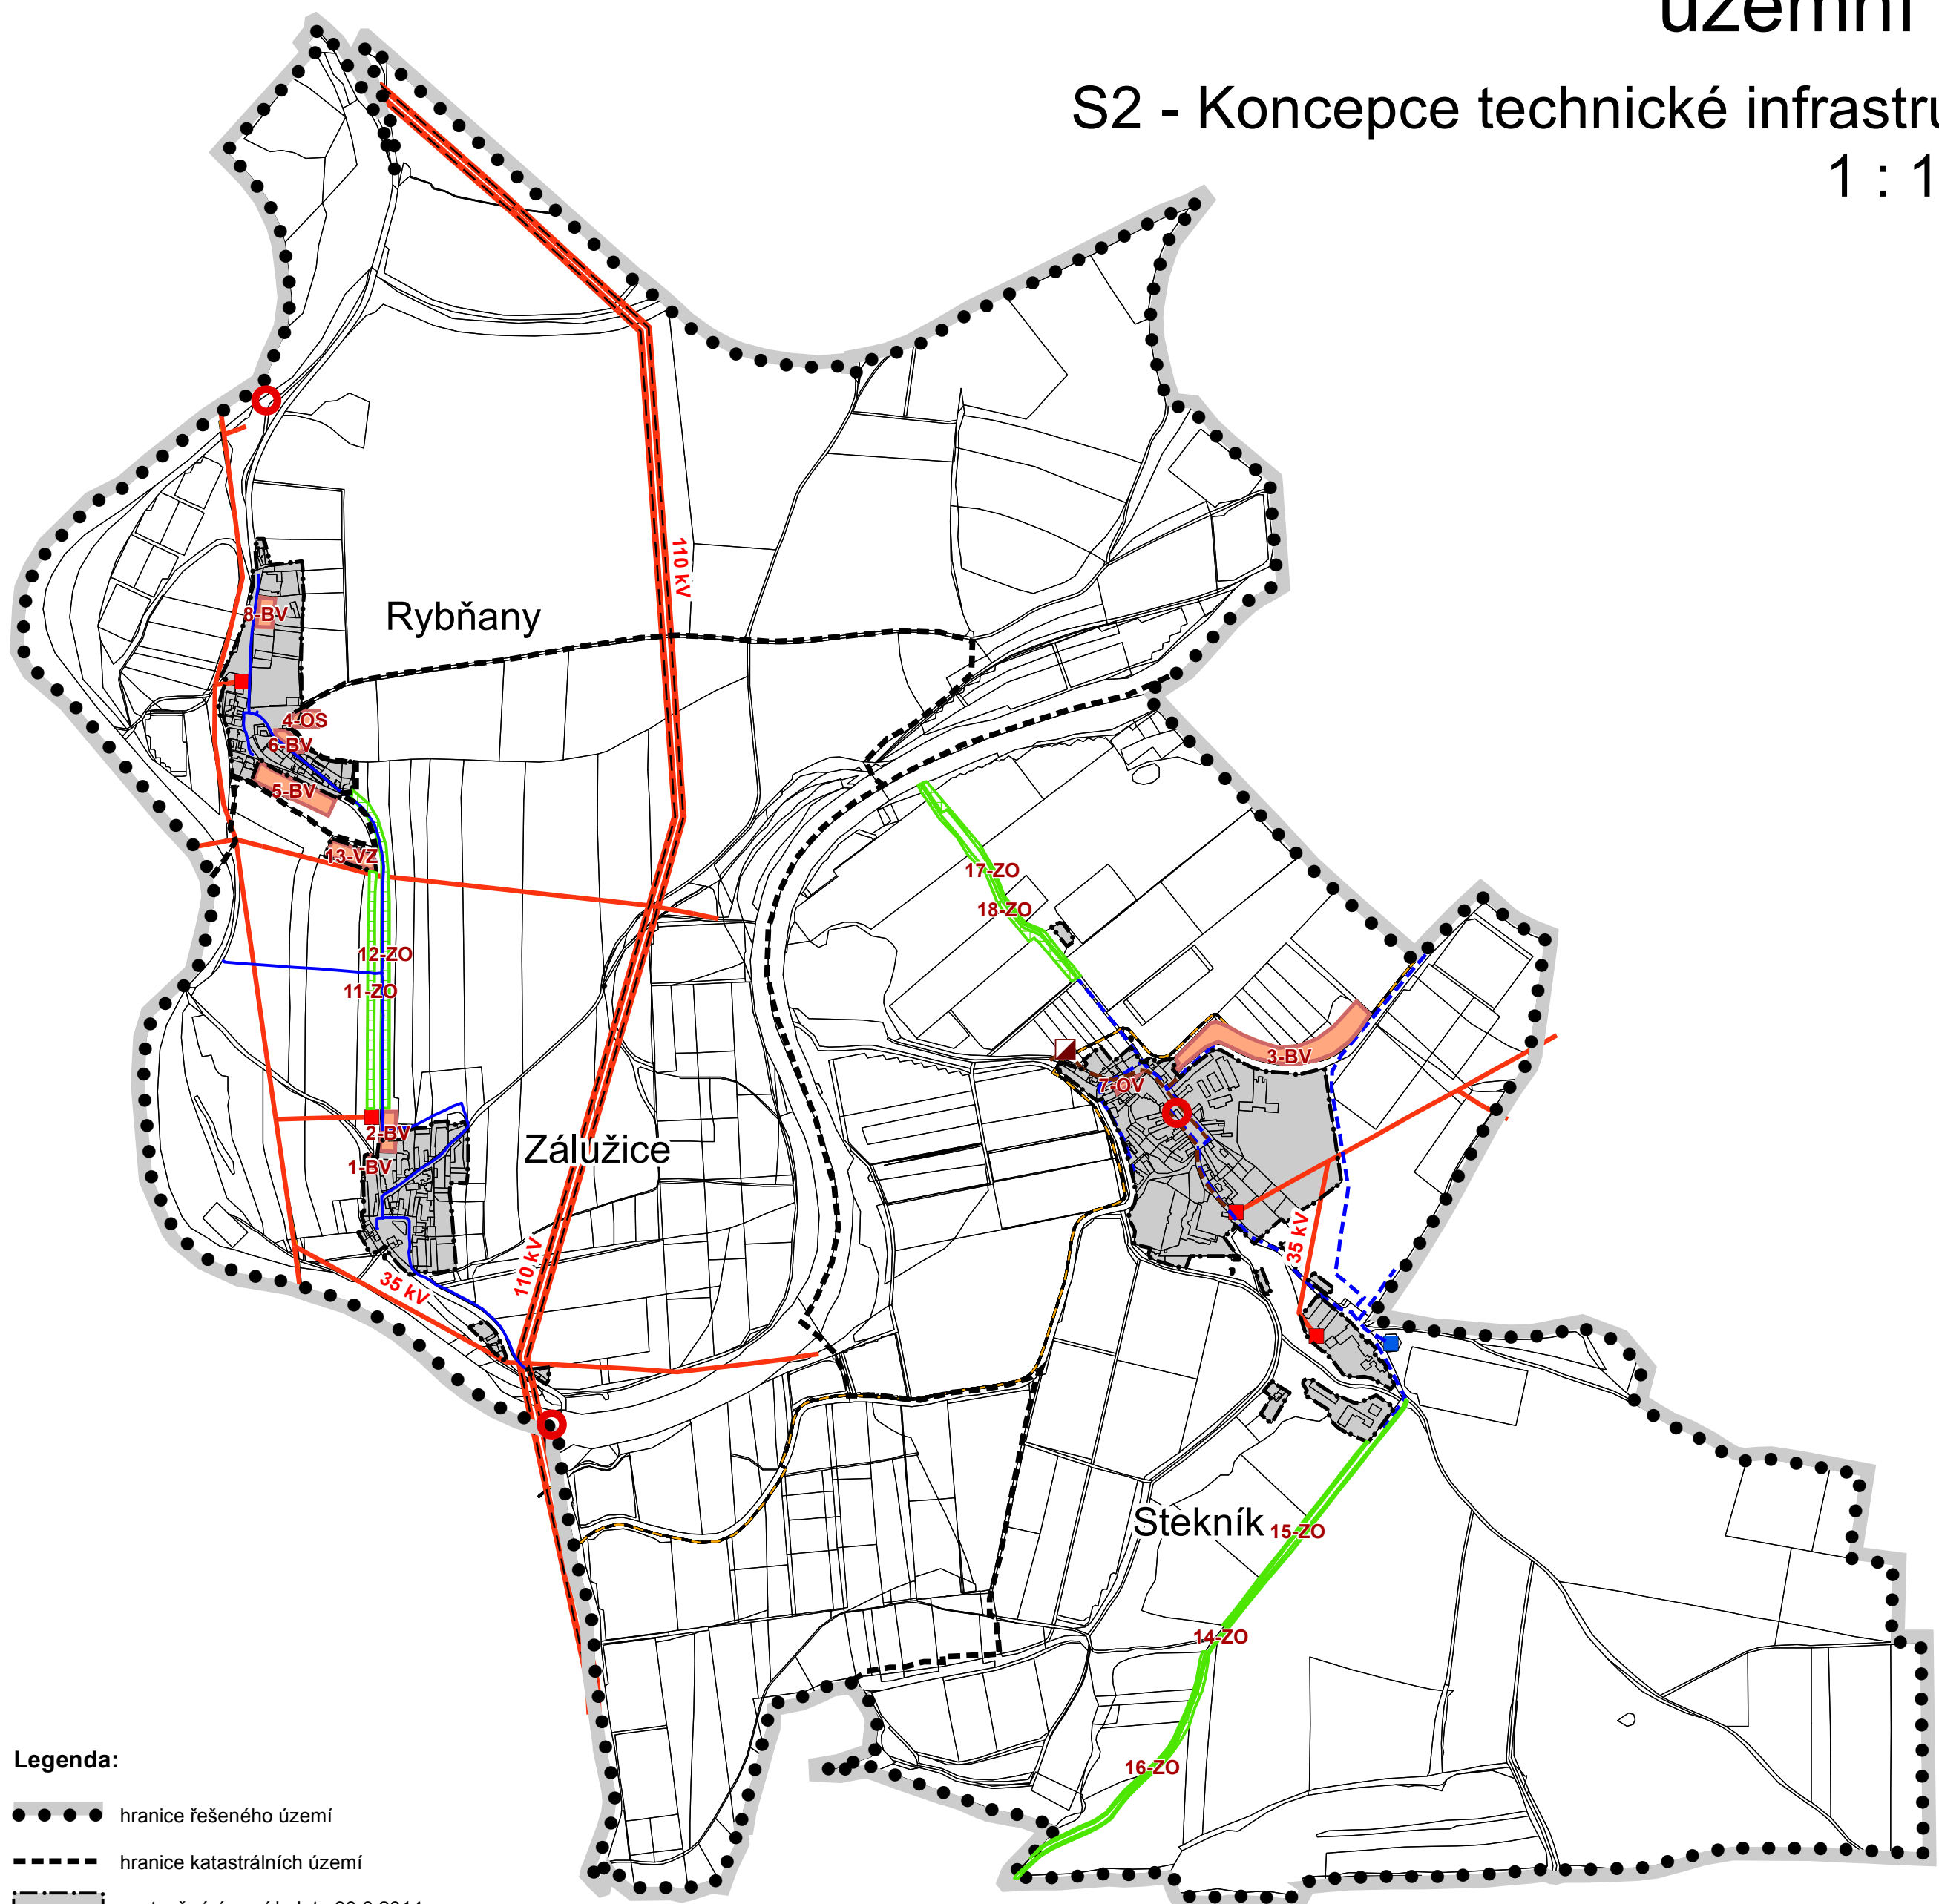 územní
S2 - Koncepce technické
1 : 1
110 kV
8-BV
Rybňany
4-OS
6-BV
5-BV
13-VZ
17-ZO
18-ZO
12-ZO
11-ZO
3-BV
7-OV
2-BV
1-BV
Zálužice
35 kV
110 kV
35 kV
Stekník
15-ZO
14-ZO
16-ZO
Legenda:
hranice řešeného území
hranice katastrálních území